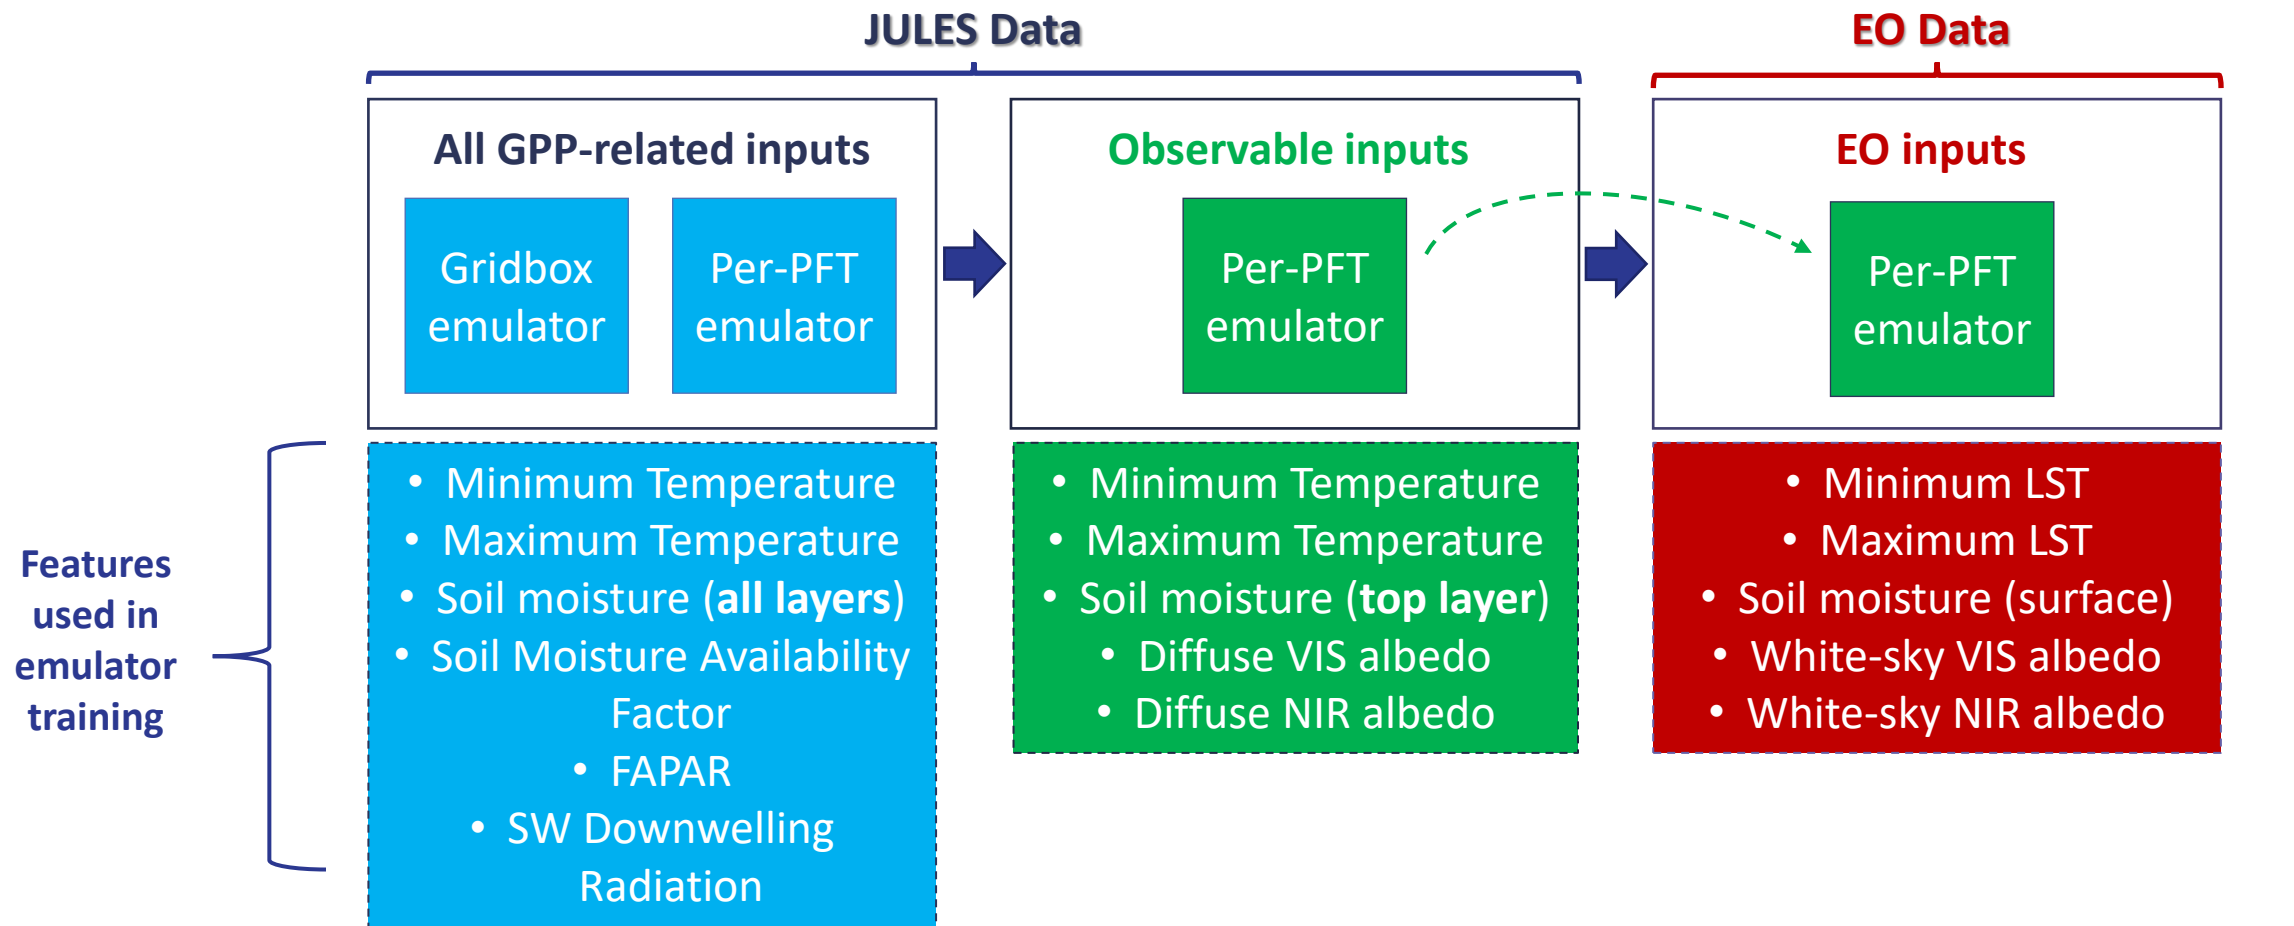 JULES Data
EO Data
All GPP-related inputs
Gridbox
emulator
Per-PFT
emulator
Observable inputs
Per-PFT
emulator
EO inputs
Per-PFT
emulator
Features
used in
emulator
training
• Minimum Temperature
• Maximum Temperature
• Soil moisture (all layers)
• Soil Moisture Availability
Factor
• FAPAR
• SW Downwelling
Radiation
• Minimum Temperature
• Maximum Temperature
• Soil moisture (top layer)
• Diffuse VIS albedo
• Diffuse NIR albedo
• Minimum LST
• Maximum LST
• Soil moisture (surface)
• White-sky VIS albedo
• White-sky NIR albedo